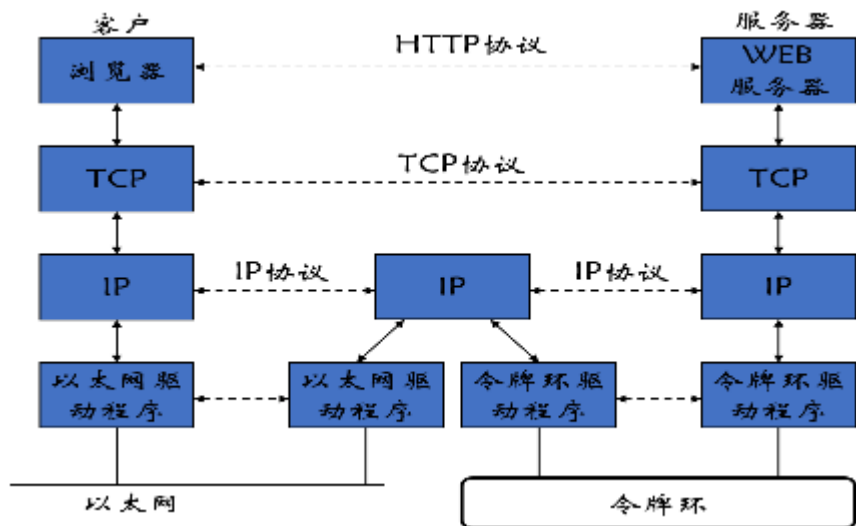 客户
服务器
浏览器
HTTP协议
WEB
服务器
TCP
TCP协议
TCP
IP
IP协议
IP
IP协议
IP
以太网驱
动程序
以太网驱
动程序
令牌环驱
动程序
令牌环驱
动程序
以太网
令牌环